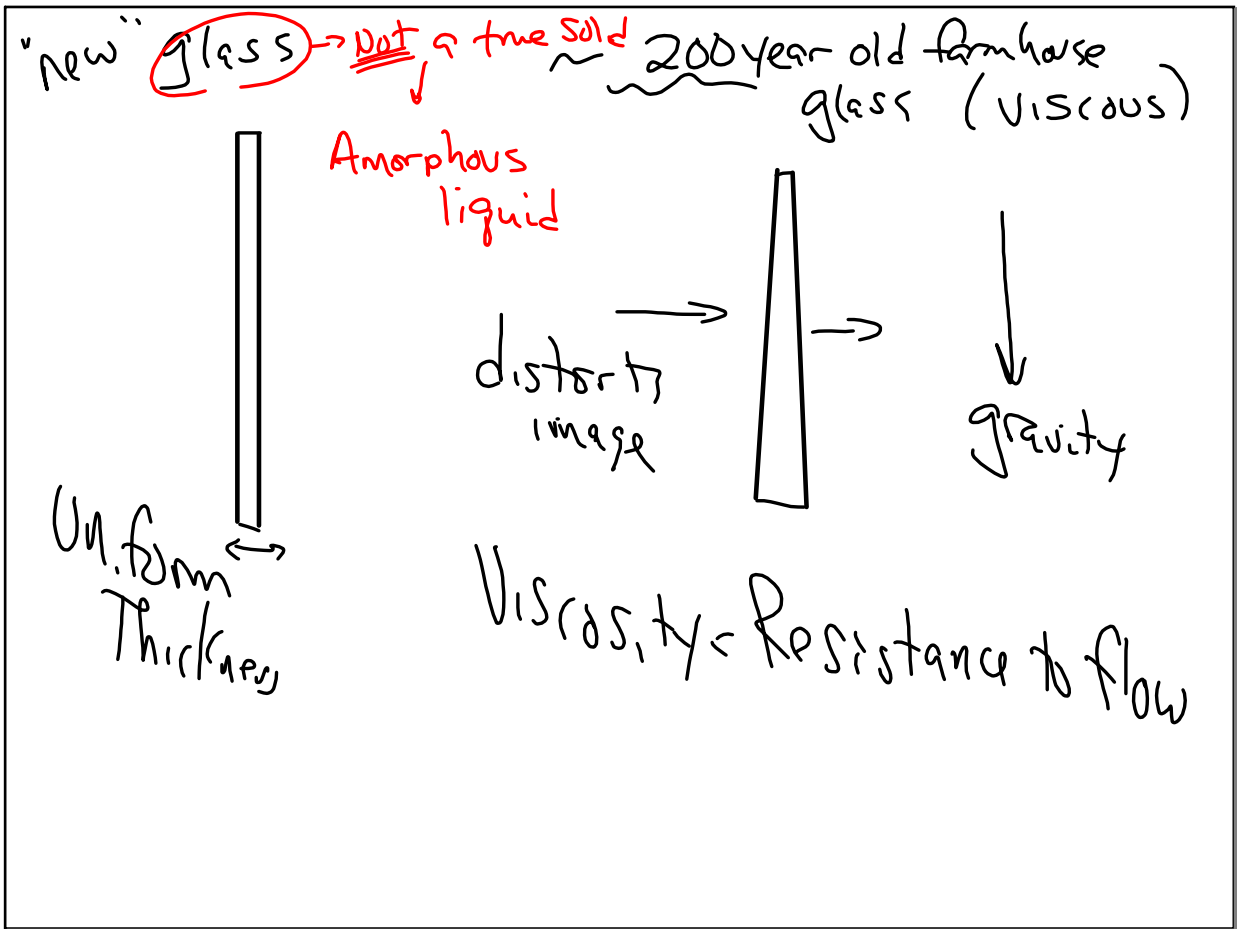 "new" glass → Not a true sold
200 year old farmhouse
glass (viscous)
Amorphous
liquid
distorts
image
gravity
Uniform
Thickness
Viscosity = Resistance to flow